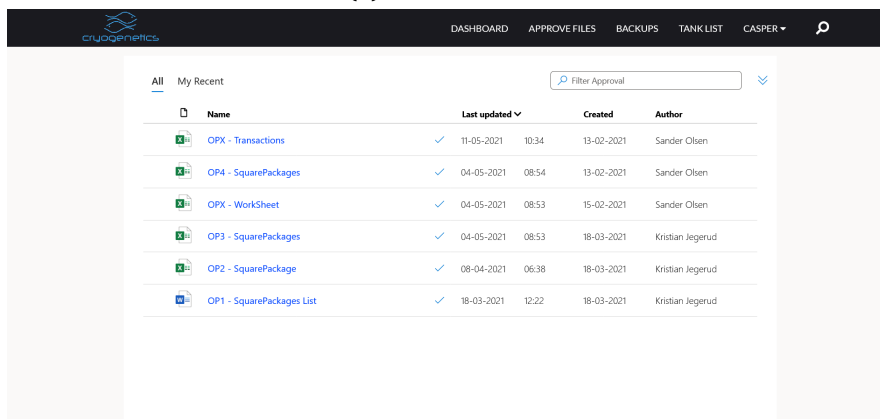 cryogenetics DASHBOARD APPROVE FILES BACKUPS TANK LIST CASPER
All My Recent Filter Approval
Name Last updated Created Author
OPX - Transactions 11-05-2021 10:34 13-02-2021 Sander Olsen
OP4 - SquarePackages 04-05-2021 08:54 13-02-2021 Sander Olsen
OPX - WorkSheet 04-05-2021 08:53 15-02-2021 Sander Olsen
OP3 - SquarePackages 04-05-2021 08:53 18-03-2021 Kristian Jegerud
OP2 - SquarePackage 08-04-2021 06:38 18-03-2021 Kristian Jegerud
OP1 - SquarePackages List 18-03-2021 12:22 18-03-2021 Kristian Jegerud